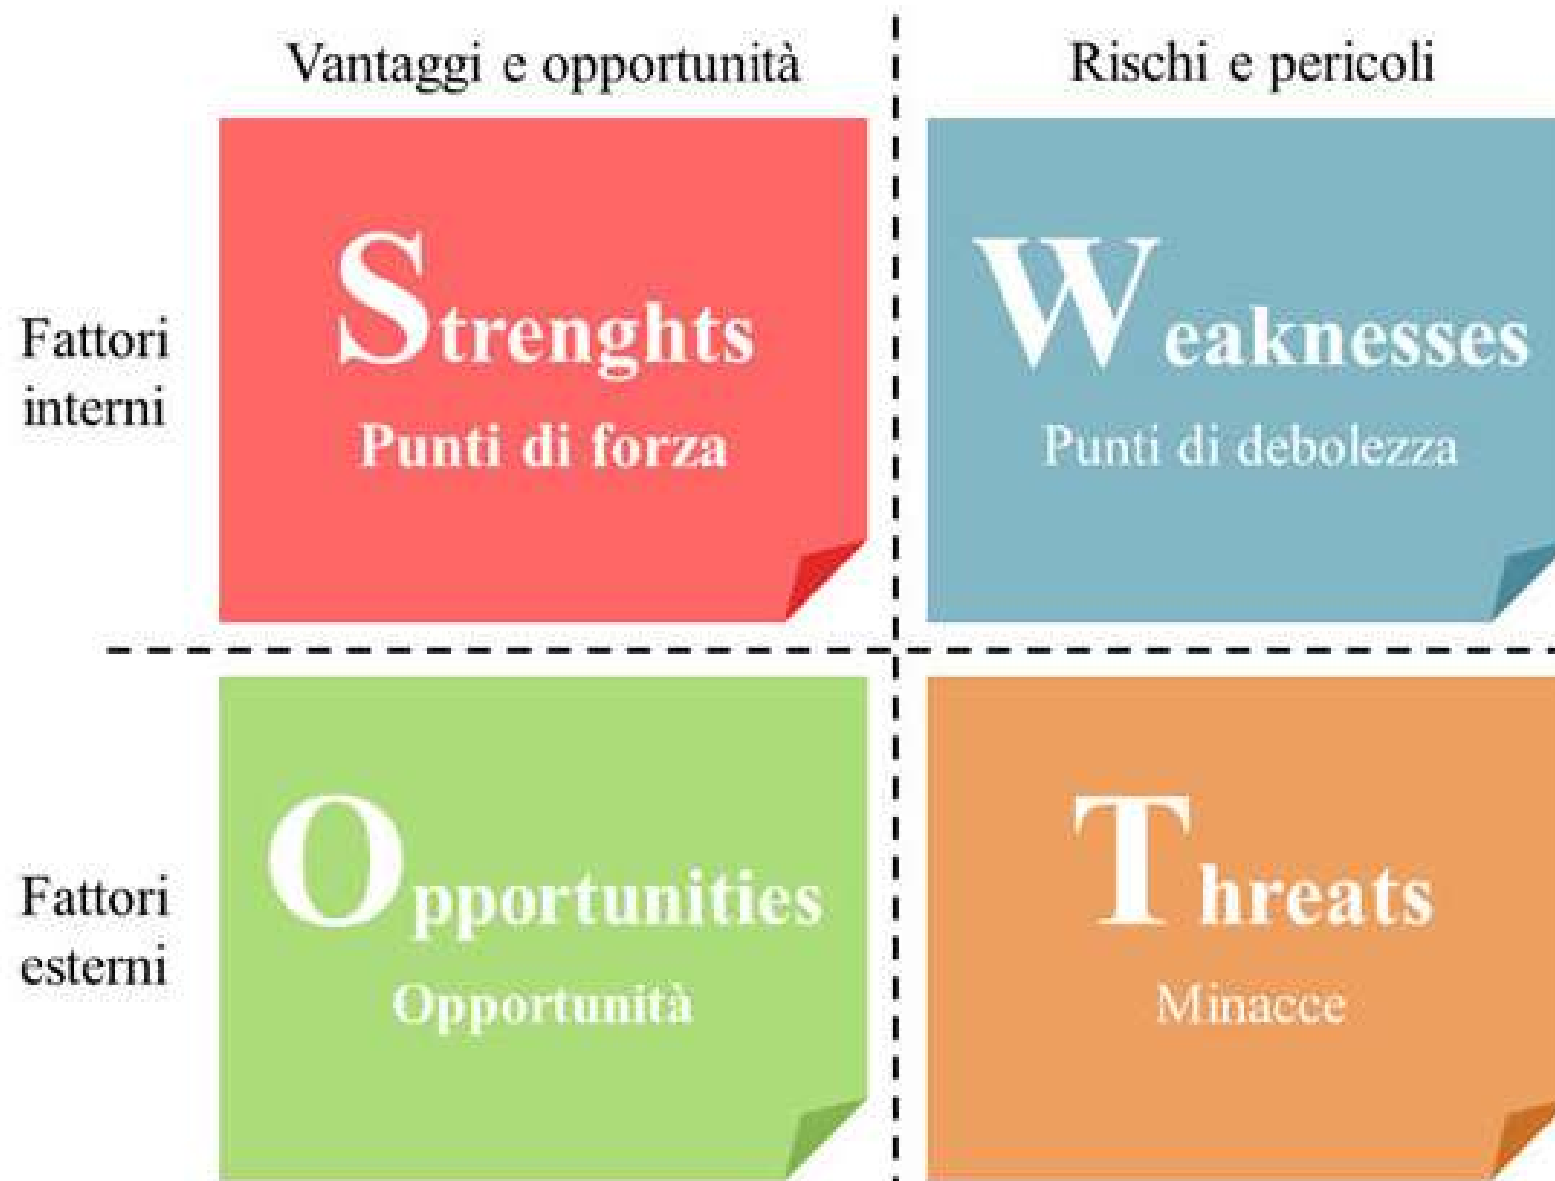 Vantaggi e opportunità
Rischi e pericoli
Fattori
interni
Strenghts
Punti di forza
Weaknesses
Punti di debolezza
Fattori
esterni
Opportunities
Opportunità
Threats
Minacce